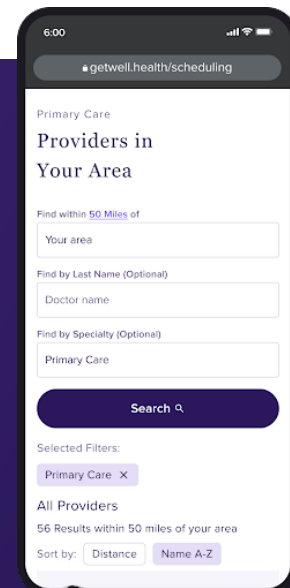 6:00
getwell.health/scheduling
Primary Care
Providers in
Your Area
Find within 50 Miles of
Your area
Find by Last Name (Optional)
Doctor name
Find by Specialty (Optional)
Primary Care
Search
Selected Filters:
Primary Care ×
All Providers
56 Results within 50 miles of your area
Sort by: Distance Name A-Z